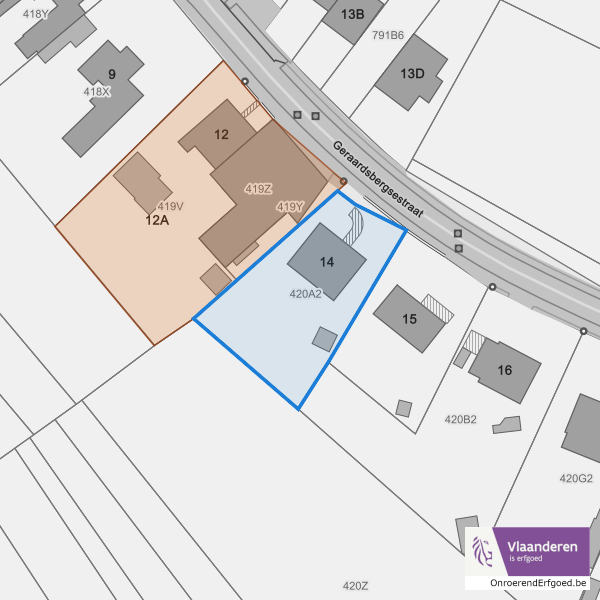 418Y
13B
791B6
9
13D
418X
12
Geraardsbergsestraat
419Z
419V
419Y
12A
14
420A2
15
16
420B2
420G2
Vlaanderen
is erfgoed
OnroerendErfgoed.be
420Z